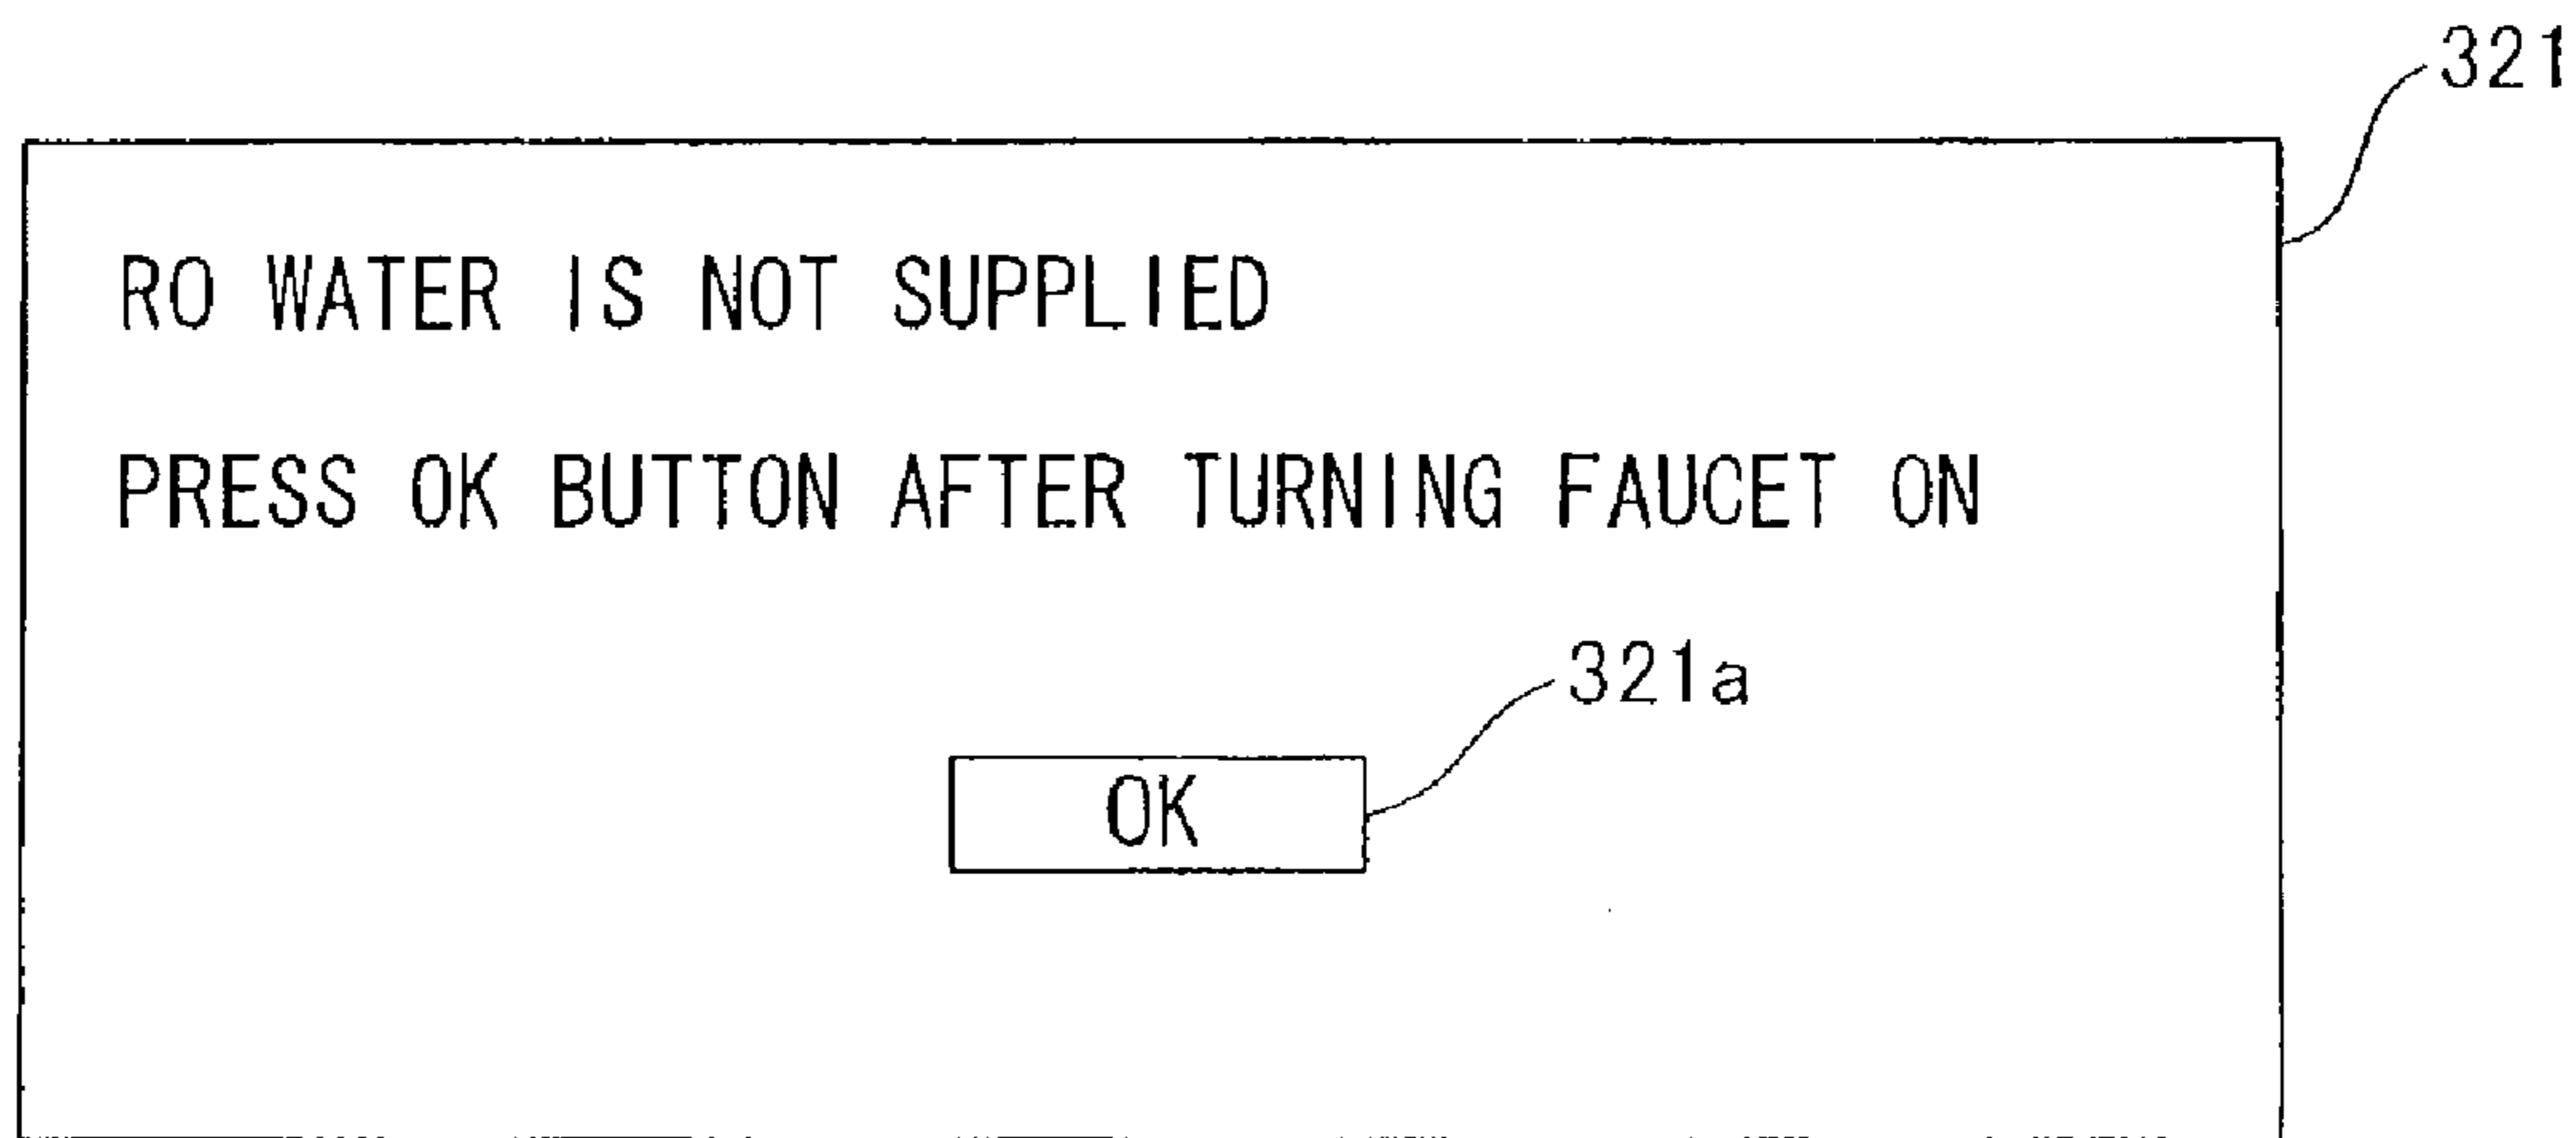 321
RO WATER IS NOT SUPPLIED
PRESS OK BUTTON AFTER TURNING FAUCET ON
321a
OK